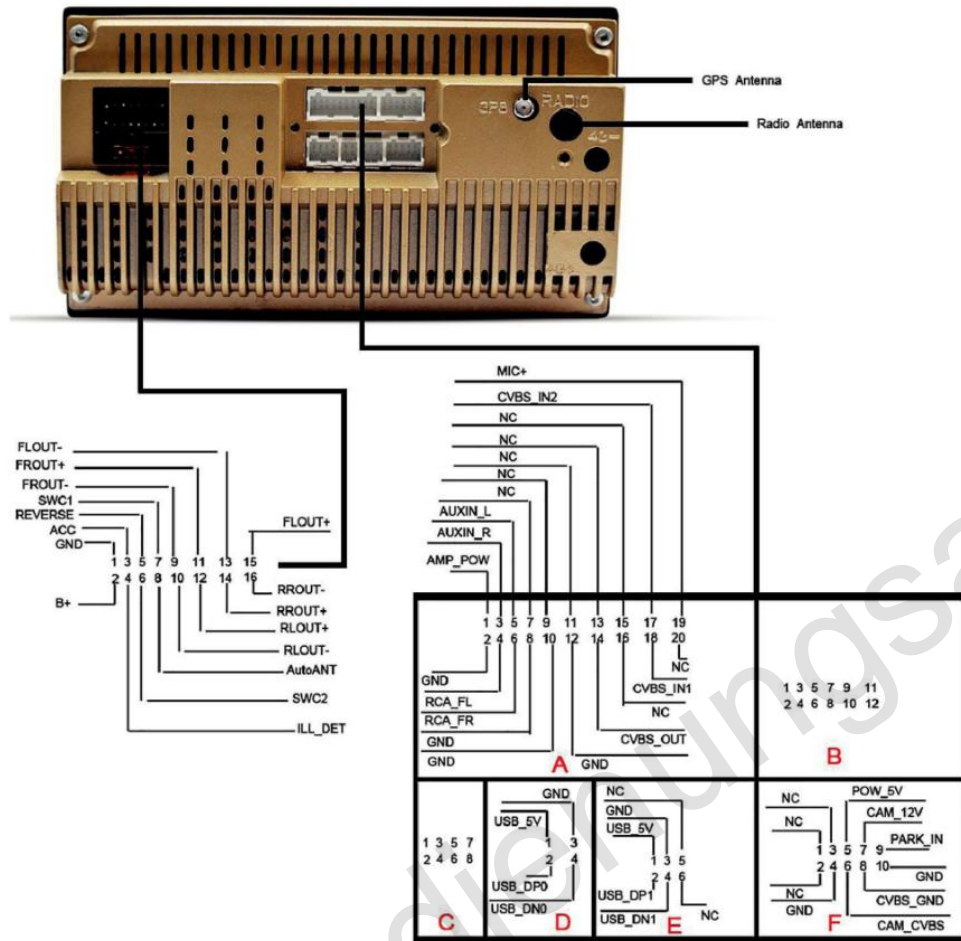 GPS Antenna
GPS
RADIO
Radio Antenna
4G
MIC+
CVBS_IN2
NC
NC
NC
NC
NC
AUXIN_L
AUXIN_R
AMP_POW
FLOUT-
FROUT+
FROUT-
SWC1
REVERSE
ACC
GND
FLOUT+
1 3 5 7 9 11 13 15
2 4 6 8 10 12 14 16
B+
RROUT-
RROUT+
RLOUT+
RLOUT-
AutoANT
SWC2
ILL_DET
1 3 5 7 9 11 13 15 17 19
2 4 6 8 10 12 14 16 18 20
GND
RCA_FL
RCA_FR
GND
GND
NC
CVBS_IN1
NC
CVBS_OUT
GND
A
1 3 5 7 9 11
2 4 6 8 10 12
B
1 3 5 7
2 4 6 8
C
GND
USB_5V
1 3
2 4
USB_DP0
USB_DN0
D
NC
GND
USB_5V
1 3 5
2 4 6
USB_DP1
USB_DN1
NC
E
NC
NC
POW_5V
CAM_12V
PARK_IN
1 3 5 7 9
2 4 6 8 10
GND
NC
GND
CVBS_GND
CAM_CVBS
F